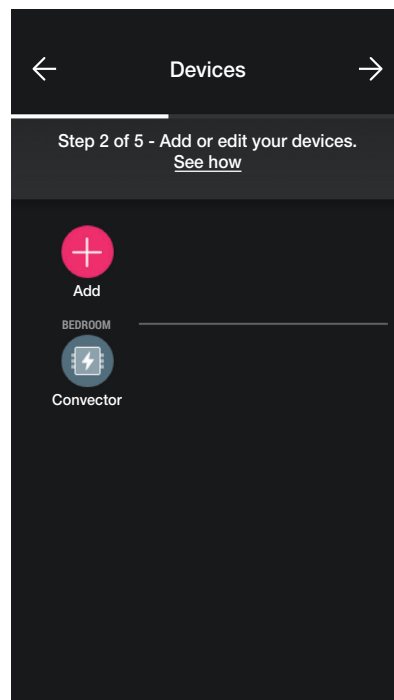 Devices
Step 2 of 5 - Add or edit your devices.
See how
Add
BEDROOM
Convector